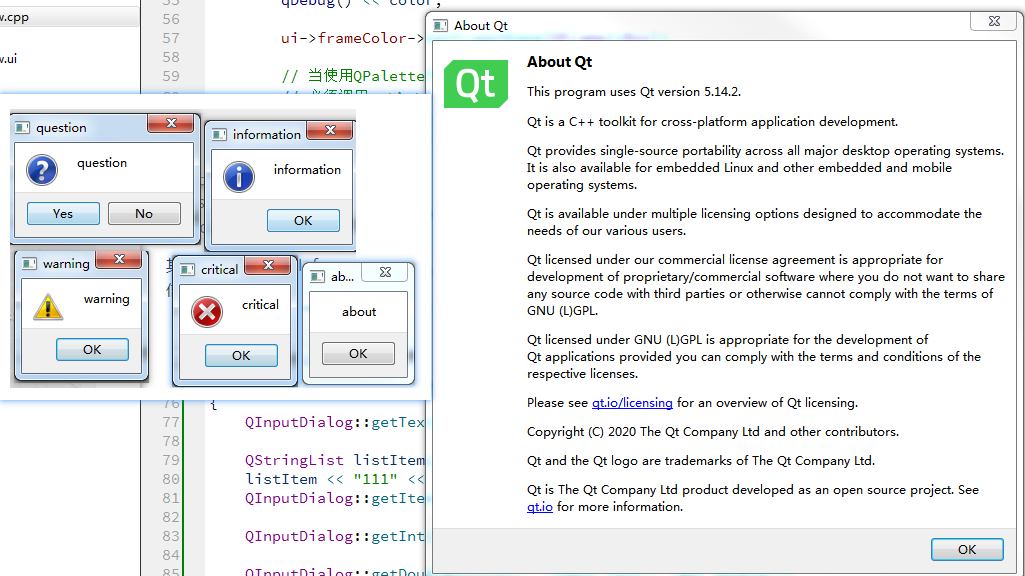 w.cpp
w.ui
56
57
58
59
ui->frameColor->
// 当使用QPalette
question
question
Yes
No
information
information
OK
warning
warning
OK
critical
critical
OK
ab...
about
OK
76 {
77 QInputDialog::getTex
78
79 QStringList listItem
80 listItem << "111" <<
81 QInputDialog::getIte
82
83 QInputDialog::getInt
84
85 QInputDialog::getDou
About Qt
Qt
About Qt
This program uses Qt version 5.14.2.
Qt is a C++ toolkit for cross-platform application development.
Qt provides single-source portability across all major desktop operating systems.
It is also available for embedded Linux and other embedded and mobile
operating systems.
Qt is available under multiple licensing options designed to accommodate the
needs of our various users.
Qt licensed under our commercial license agreement is appropriate for
development of proprietary/commercial software where you do not want to share
any source code with third parties or otherwise cannot comply with the terms of
GNU (L)GPL.
Qt licensed under GNU (L)GPL is appropriate for the development of
Qt applications provided you can comply with the terms and conditions of the
respective licenses.
Please see qt.io/licensing for an overview of Qt licensing.
Copyright (C) 2020 The Qt Company Ltd and other contributors.
Qt and the Qt logo are trademarks of The Qt Company Ltd.
Qt is The Qt Company Ltd product developed as an open source project. See
qt.io for more information.
OK